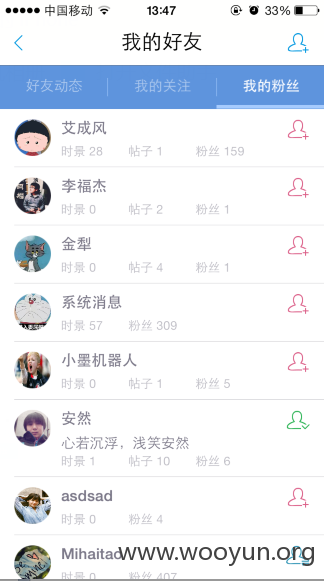 中国移动 13:47 33%
我的好友
好友动态 我的关注 我的粉丝
艾成风
时景 28 帖子 1 粉丝 159
李福杰
时景 0 帖子 2 粉丝 1
金犁
时景 0 帖子 4 粉丝 1
系统消息
时景 57 粉丝 309
小墨机器人
时景 0 帖子 1 粉丝 5
安然
心若沉浮，浅笑安然
时景 1 帖子 10 粉丝 6
asdsad
时景 0 粉丝 4
Mihaitao
www.wooyun.org
时景 0 粉丝 407